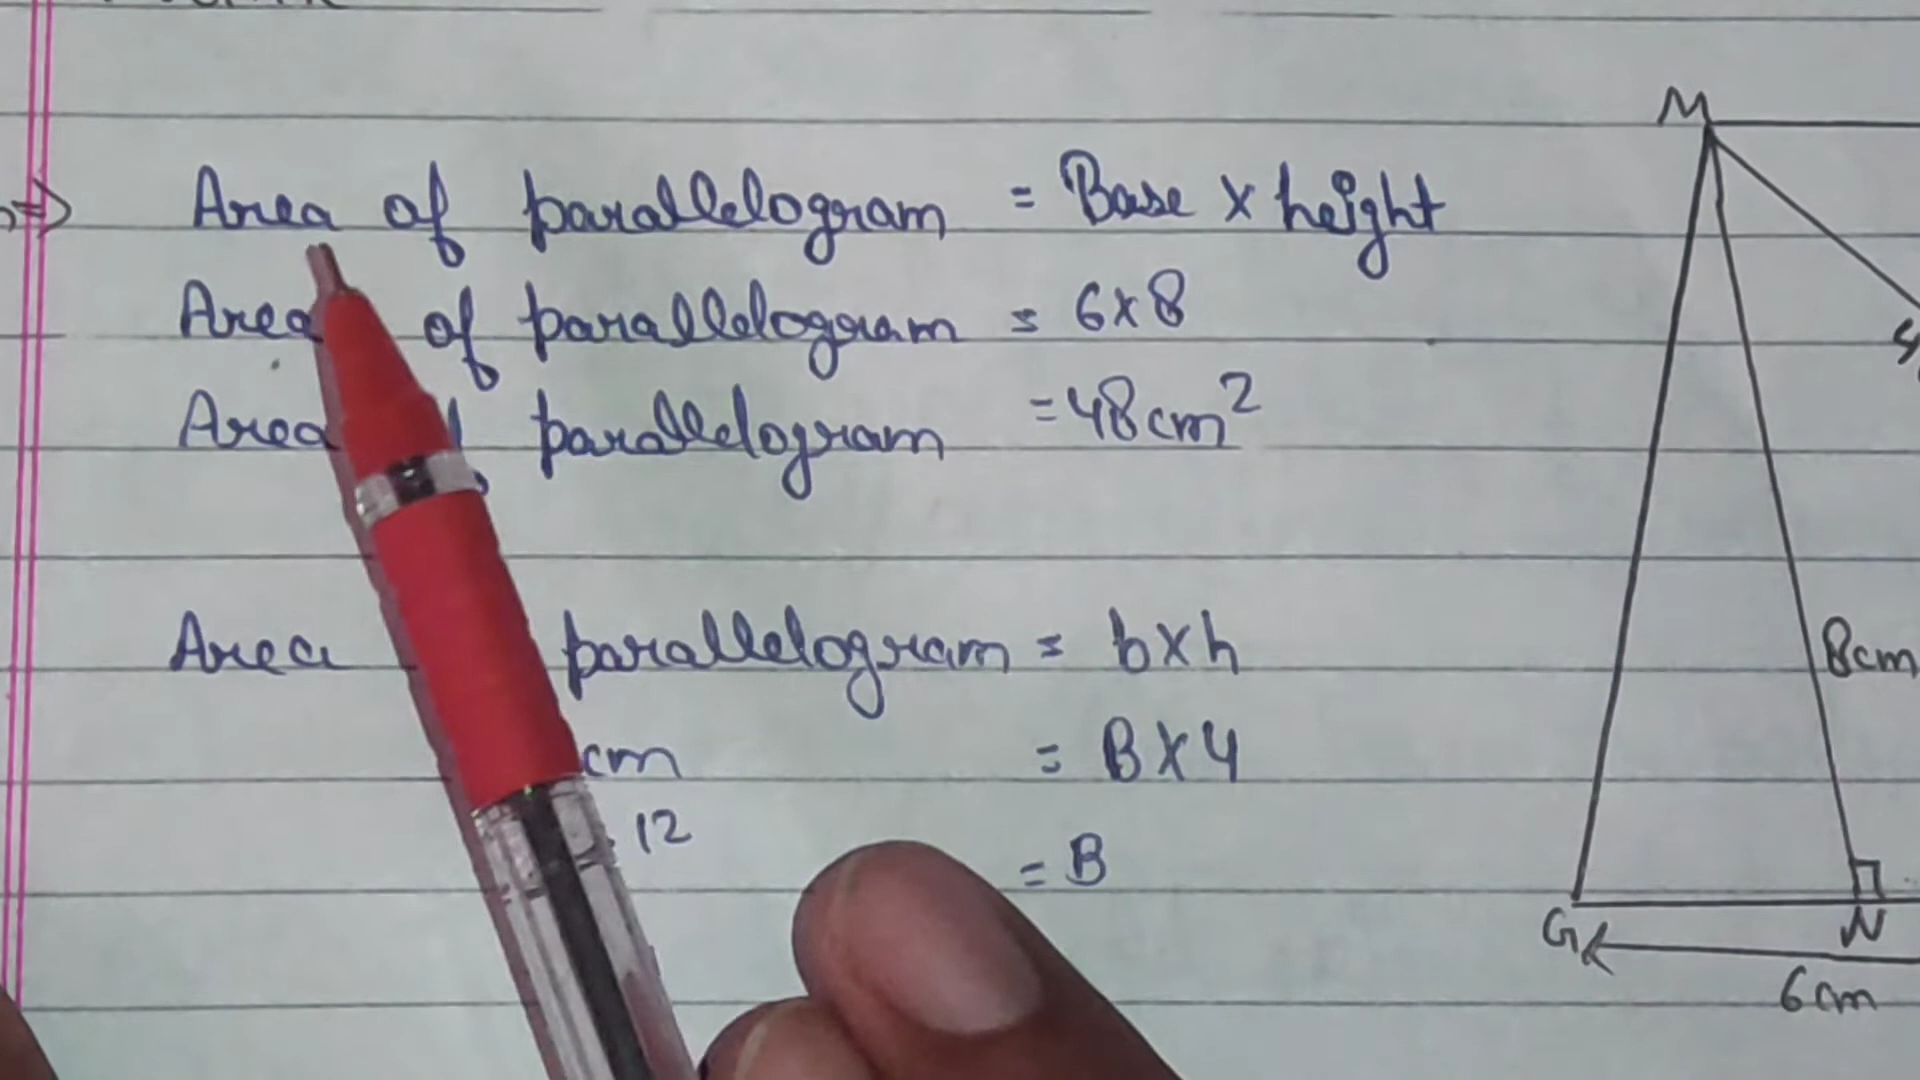 Area of parallelogram = Base x height
Area of parallelogram = 6x8
Area parallelogram = 48cm²
Area parallelogram = bxh
cm = B x 4
12
= B
M
8cm
G N
6cm